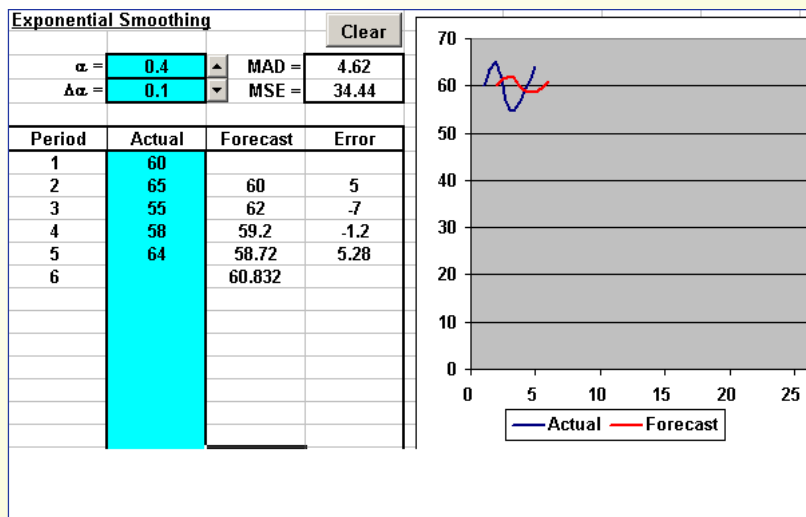 Exponential Smoothing
Clear
α = 0.4 MAD = 4.62
Δα = 0.1 MSE = 34.44
Period Actual Forecast Error
1 60
2 65 60 5
3 55 62 -7
4 58 59.2 -1.2
5 64 58.72 5.28
6 60.832
70
60
50
40
30
20
10
0
0 5 10 15 20 25
Actual Forecast